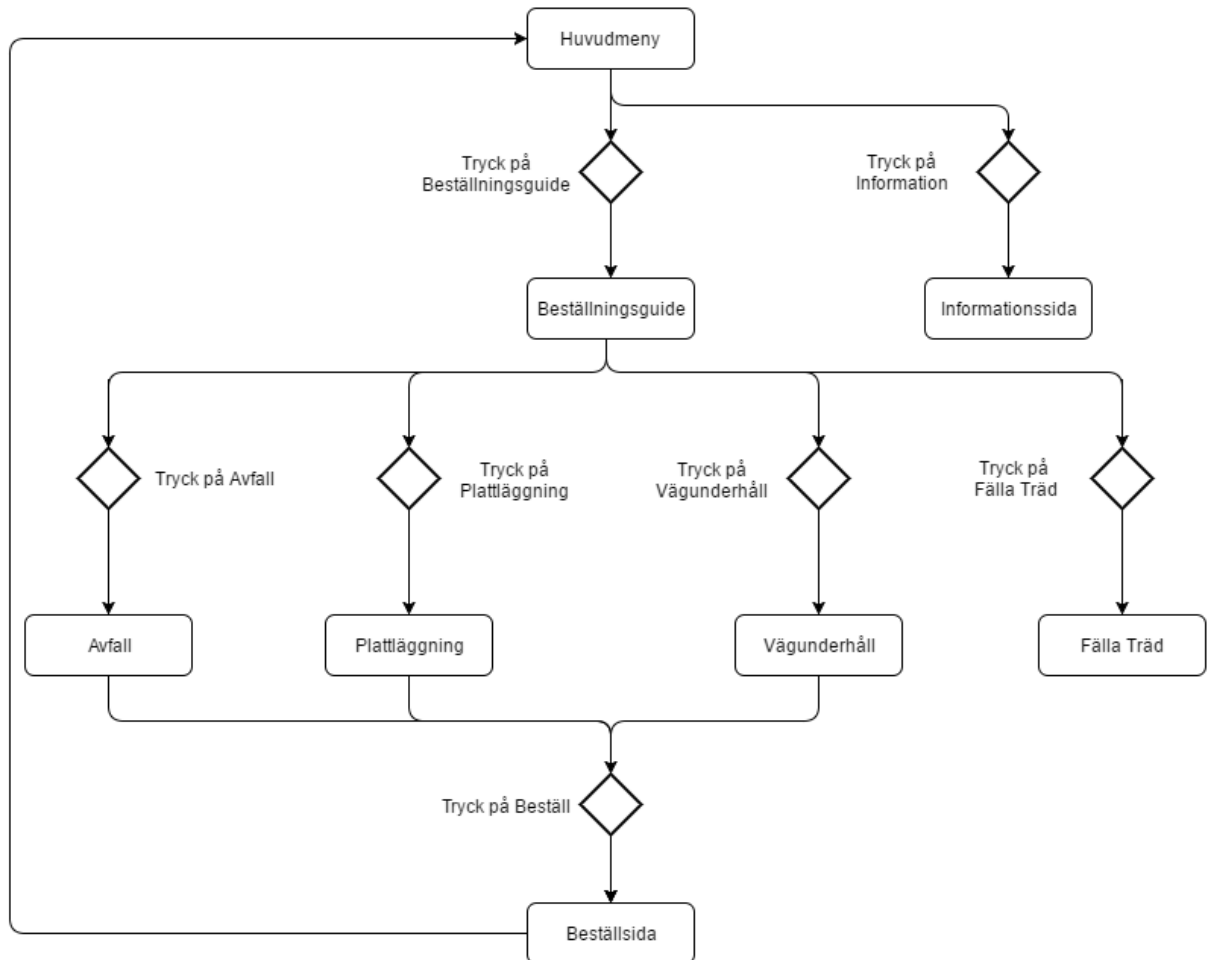 Huvudmeny
Tryck på
Beställningsguide
Tryck på
Information
Beställningsguide
Informationssida
Tryck på Avfall
Tryck på
Plattläggning
Tryck på
Vägunderhåll
Tryck på
Fälla Träd
Avfall
Plattläggning
Vägunderhåll
Fälla Träd
Tryck på Beställ
Beställsida